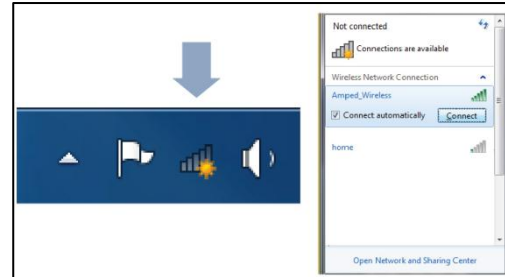 Not connected
Connections are available
Wireless Network Connection
Amped_Wireless
Connect automatically
Connect
home
Open Network and Sharing Center